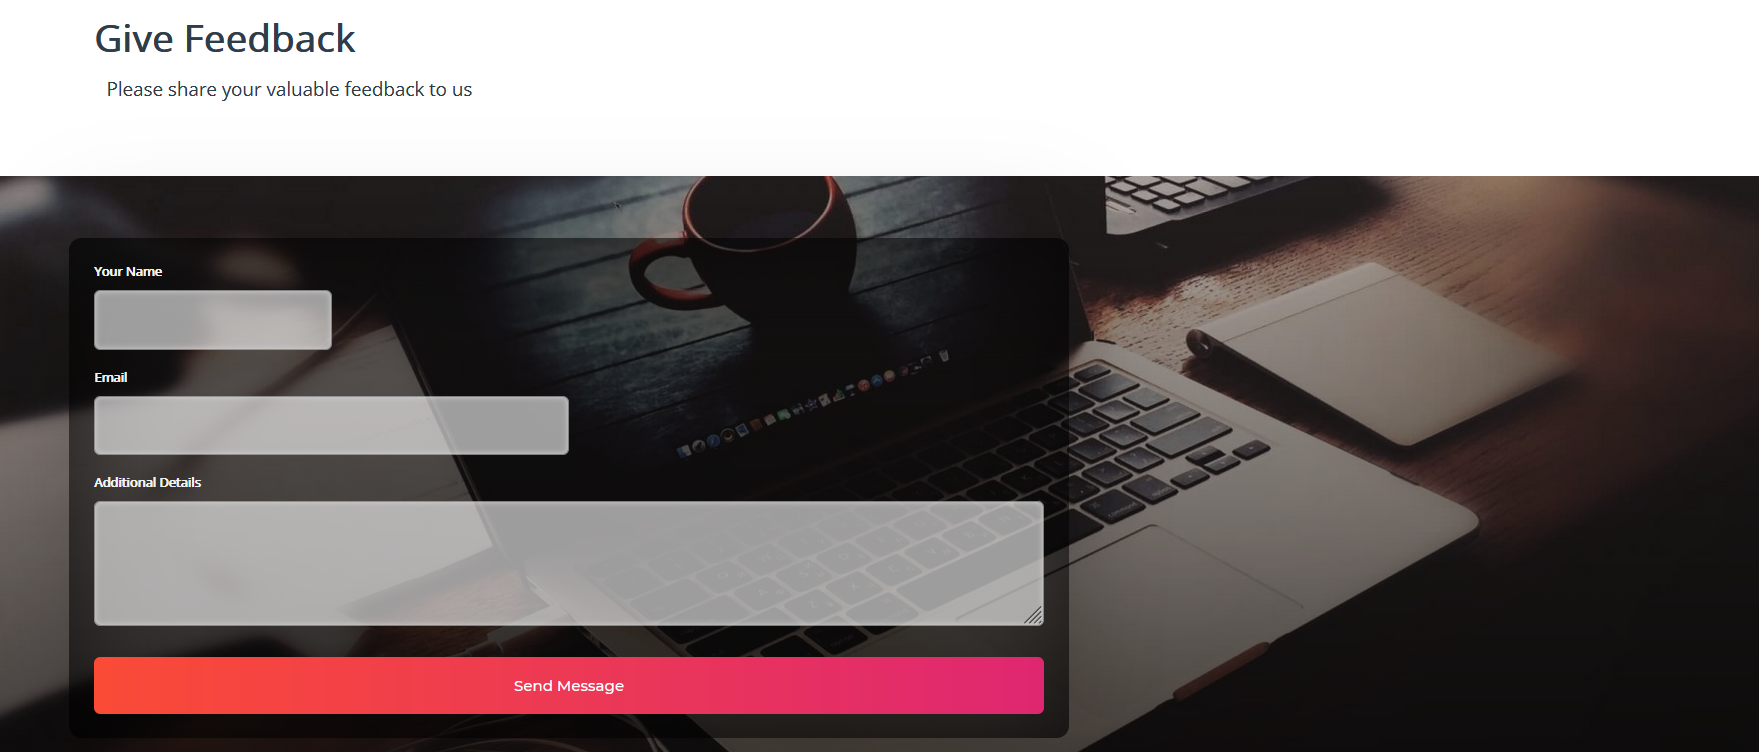 Give Feedback
Please share your valuable feedback to us
Your Name
Email
Additional Details
Send Message